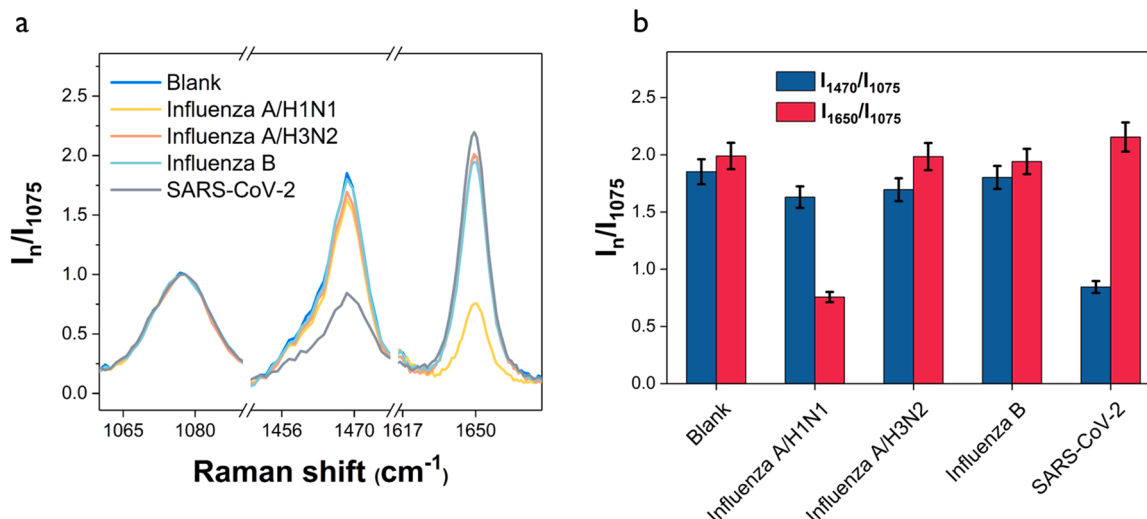 a
Blank
Influenza A/H1N1
Influenza A/H3N2
Influenza B
SARS-CoV-2
2.5
2.0
1.5
1.0
0.5
0.0
Iₙ/I₁₀₇₅
1065 1080 1456 1470 1617 1650
Raman shift (cm⁻¹)
b
I₁₄₇₀/I₁₀₇₅
I₁₆₅₀/I₁₀₇₅
2.5
2.0
1.5
1.0
0.5
0.0
Iₙ/I₁₀₇₅
Blank
Influenza A/H1N1
Influenza A/H3N2
Influenza B
SARS-CoV-2